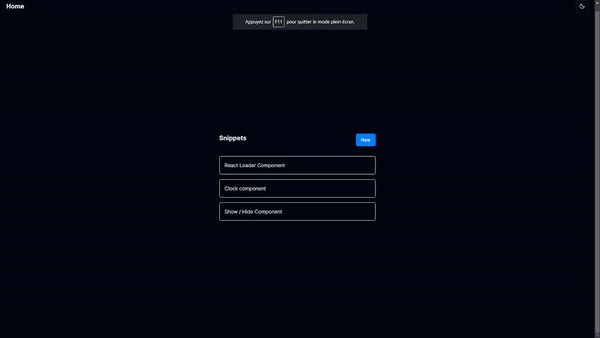 Home
Appuyez sur F11 pour quitter le mode plein écran.
Snippets
New
React Loader Component
Clock component
Show / Hide Component